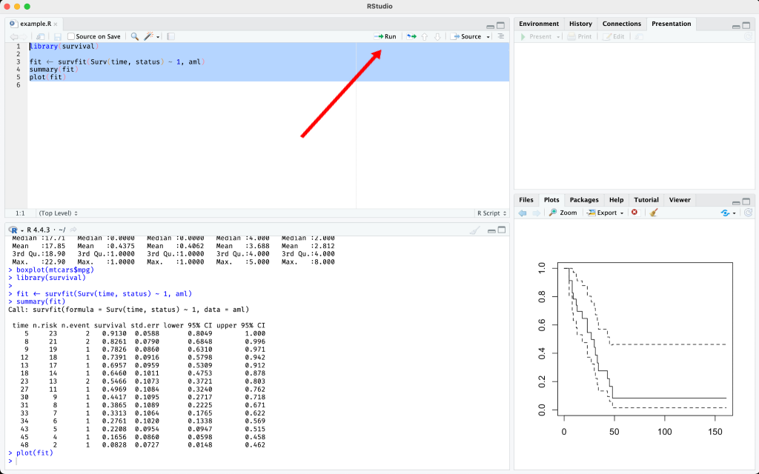 RStudio
example.R
Source on Save
Run
Source
1 library(survival)
2
3 fit <- survfit(Surv(time, status) ~ 1, aml)
4 summary(fit)
5 plot(fit)
6
1:1 (Top Level) R Script
R 4.4.3 · ~/
Median :17.71 Median :0.0000 Median :0.0000 Median :4.000 Median :2.000
Mean :17.85 Mean :0.4375 Mean :0.4062 Mean :3.688 Mean :2.812
3rd Qu.:18.90 3rd Qu.:1.0000 3rd Qu.:1.0000 3rd Qu.:4.000 3rd Qu.:4.000
Max. :22.90 Max. :1.0000 Max. :1.0000 Max. :5.000 Max. :8.000
> boxplot(mtcars$mpg)
> library(survival)
>
> fit <- survfit(Surv(time, status) ~ 1, aml)
> summary(fit)
Call: survfit(formula = Surv(time, status) ~ 1, data = aml)
time n.risk n.event survival std.err lower 95% CI upper 95% CI
5 23 2 0.9130 0.0588 0.8049 1.000
8 21 2 0.8261 0.0790 0.6848 0.996
9 19 1 0.7826 0.0860 0.6310 0.971
12 18 1 0.7391 0.0916 0.5798 0.942
13 17 1 0.6957 0.0959 0.5309 0.912
18 14 1 0.6460 0.1011 0.4753 0.878
23 13 2 0.5466 0.1073 0.3721 0.803
27 11 1 0.4969 0.1084 0.3240 0.762
30 9 1 0.4417 0.1095 0.2717 0.718
31 8 1 0.3865 0.1089 0.2225 0.671
33 7 1 0.3313 0.1064 0.1765 0.622
34 6 1 0.2761 0.1020 0.1338 0.569
43 5 1 0.2208 0.0954 0.0947 0.515
45 4 1 0.1656 0.0860 0.0598 0.458
48 2 1 0.0828 0.0727 0.0148 0.462
> plot(fit)
>
Environment History Connections Presentation
Present Print Edit
Files Plots Packages Help Tutorial Viewer
Zoom Export
1.0
0.8
0.6
0.4
0.2
0.0
0 50 100 150